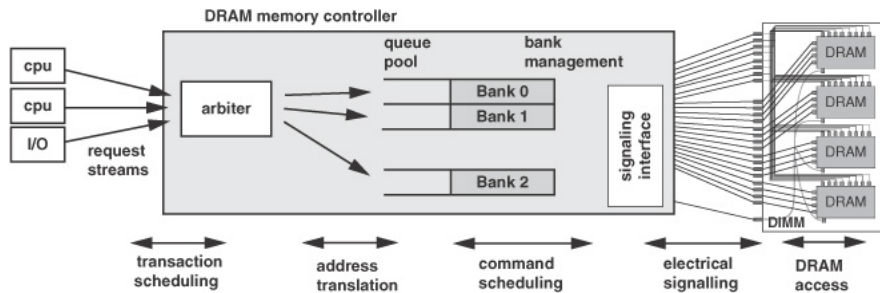 DRAM memory controller
cpu
cpu
I/O
request
streams
arbiter
queue
pool
bank
management
Bank 0
Bank 1
Bank 2
signaling
interface
DRAM
DRAM
DRAM
DRAM
DIMM
transaction
scheduling
address
translation
command
scheduling
electrical
signalling
DRAM
access